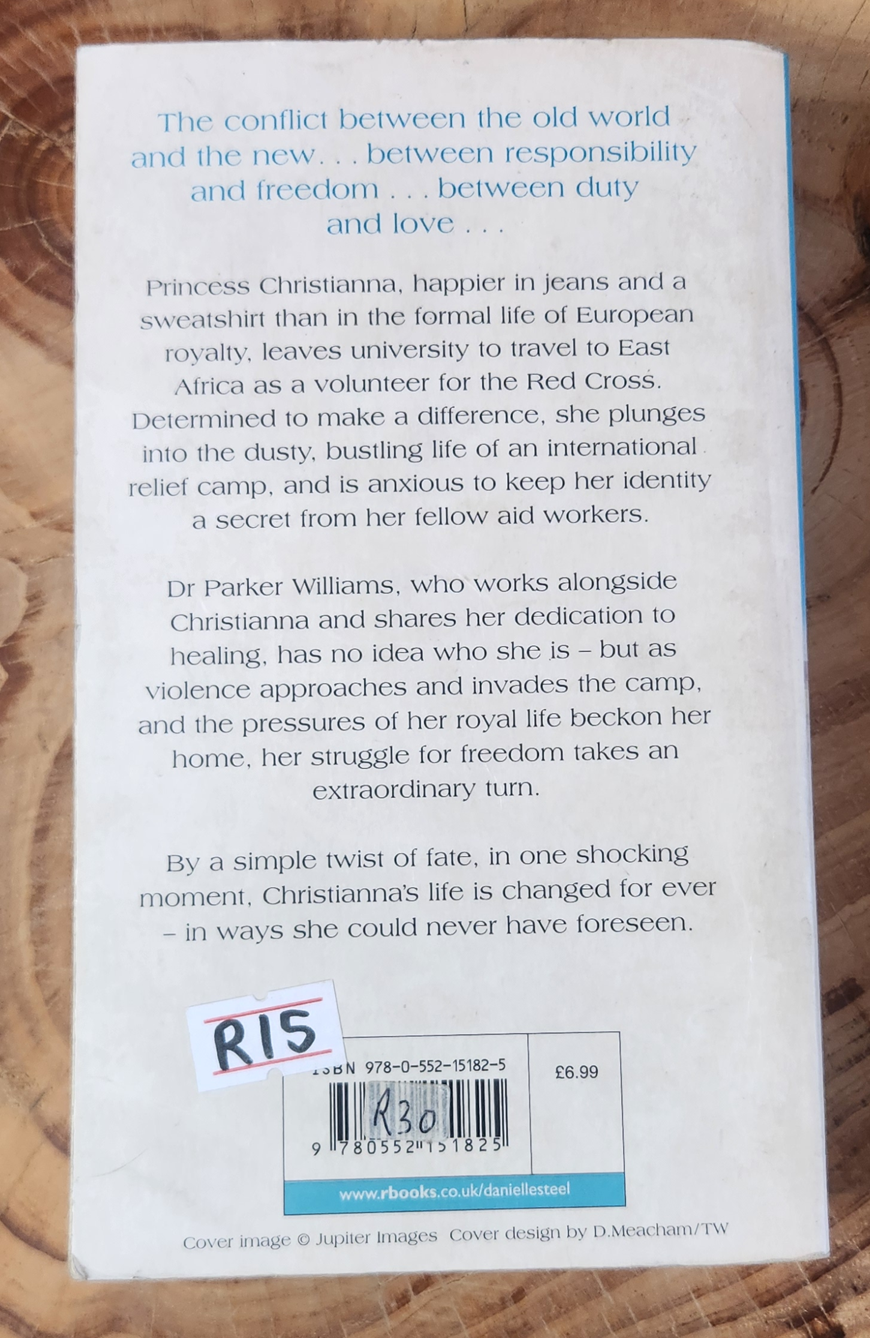 The conflict between the old world
and the new. . . between responsibility
and freedom . . . between duty
and love . . .
Princess Christianna, happier in jeans and a
sweatshirt than in the formal life of European
royalty, leaves university to travel to East
Africa as a volunteer for the Red Cross.
Determined to make a difference, she plunges
into the dusty, bustling life of an international
relief camp, and is anxious to keep her identity
a secret from her fellow aid workers.
Dr Parker Williams, who works alongside
Christianna and shares her dedication to
healing, has no idea who she is – but as
violence approaches and invades the camp,
and the pressures of her royal life beckon her
home, her struggle for freedom takes an
extraordinary turn.
By a simple twist of fate, in one shocking
moment, Christianna's life is changed for ever
– in ways she could never have foreseen.
R15
ISBN 978-0-552-15182-5
£6.99
R30
9 780552 151825
www.rbooks.co.uk/daniellesteel
Cover image © Jupiter Images Cover design by D.Meacham/TW